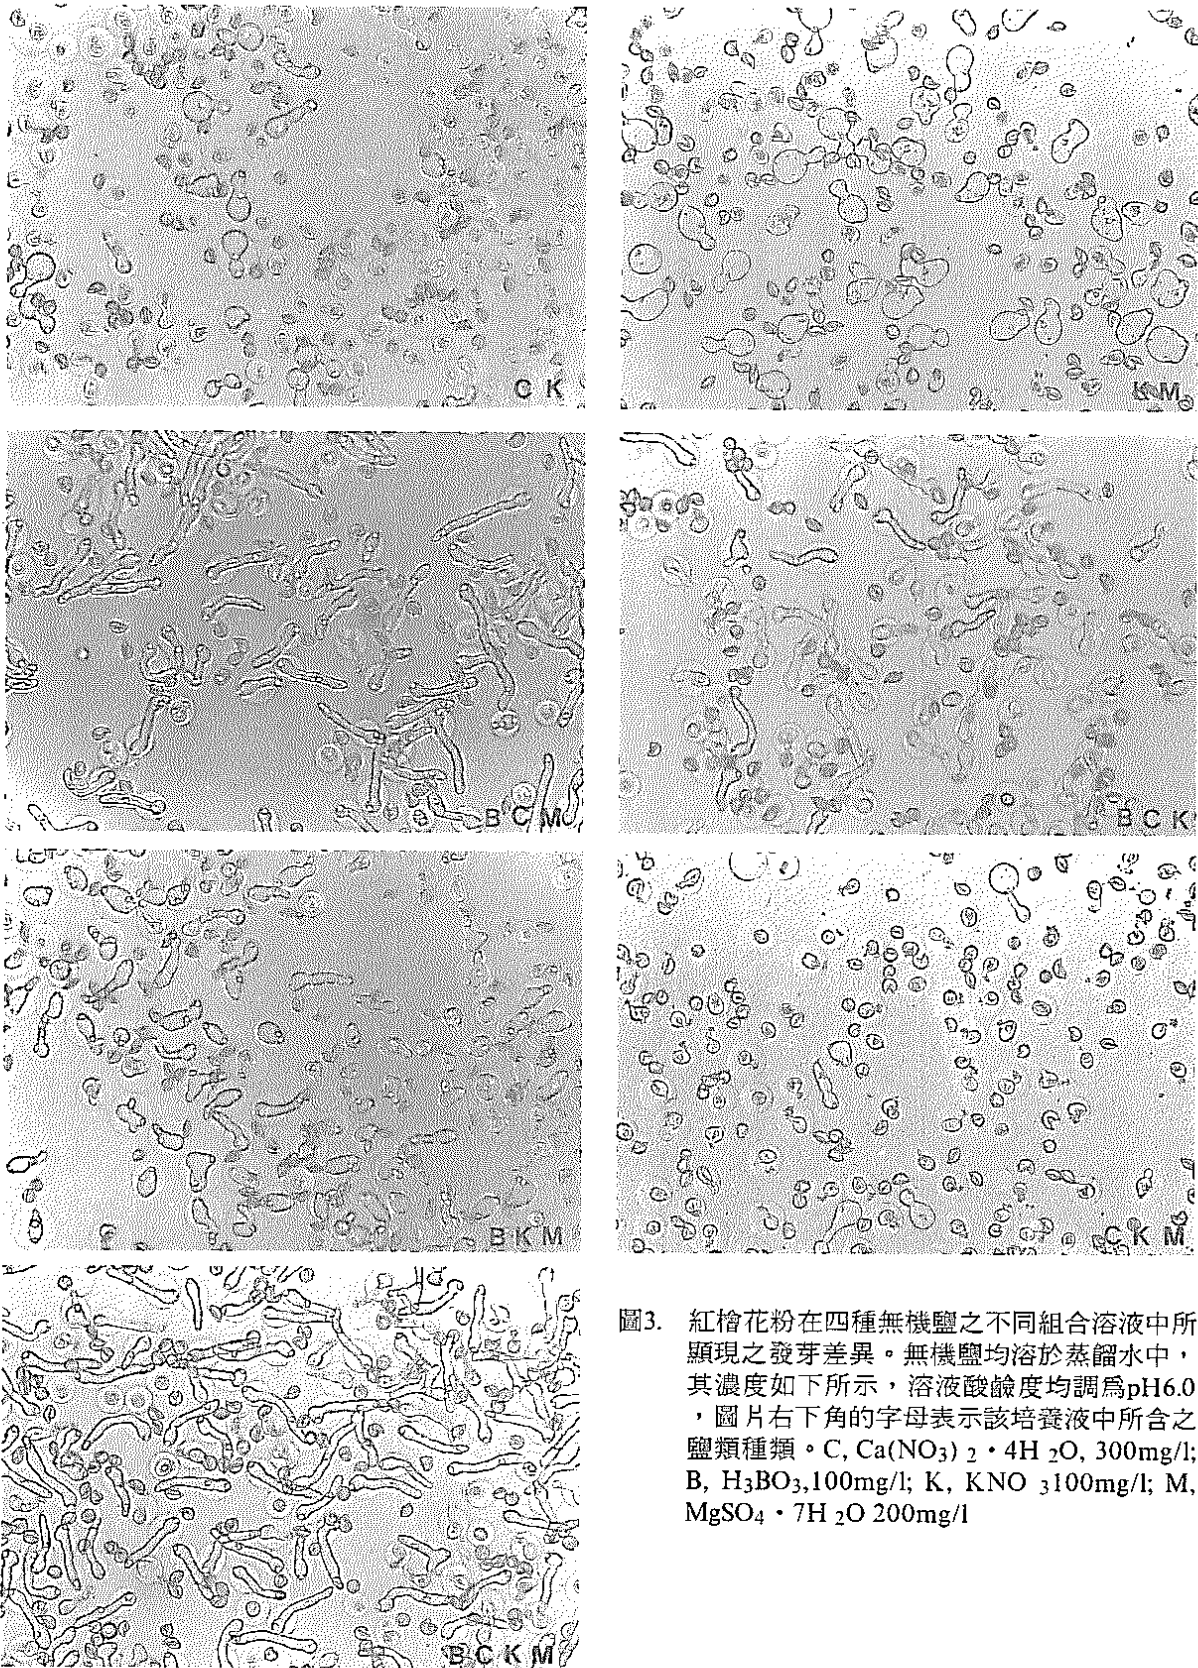 C K
K M
B C M
B C K
B K M
C K M
B C K M
圖3. 紅檜花粉在四種無機鹽之不同組合溶液中所
顯現之發芽差異。無機鹽均溶於蒸餾水中，
其濃度如下所示，溶液酸鹼度均調爲pH6.0
，圖片右下角的字母表示該培養液中所含之
鹽類種類。C, Ca(NO3) 2・4H 2O, 300mg/l;
B, H3BO3,100mg/l; K, KNO 3100mg/l; M,
MgSO4・7H 2O 200mg/l